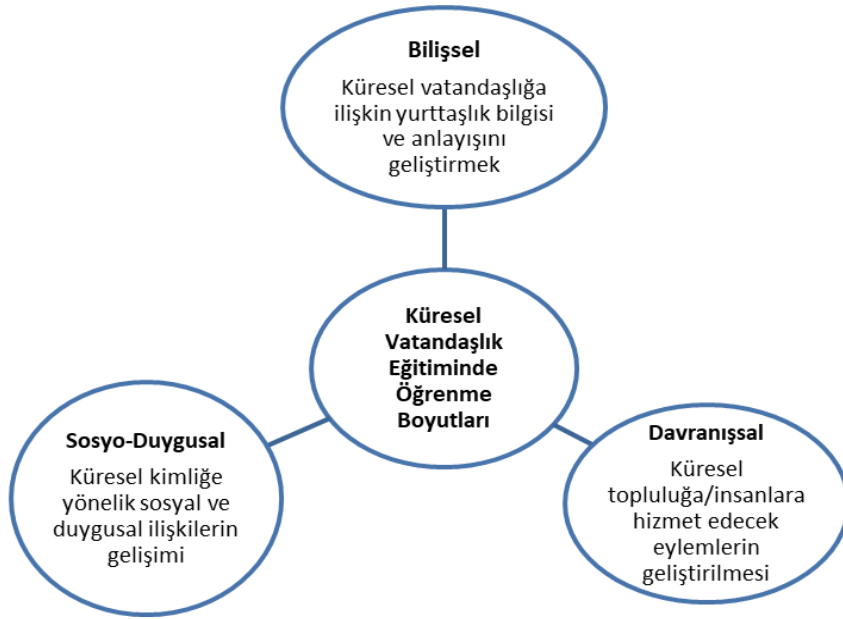 Bilişsel
Küresel vatandaşlığa
ilişkin yurttaşlık bilgisi
ve anlayışını
geliştirmek
Küresel
Vatandaşlık
Eğitiminde
Öğrenme
Boyutları
Sosyo-Duygusal
Küresel kimliğe
yönelik sosyal ve
duygusal ilişkilerin
gelişimi
Davranışsal
Küresel
topluluğa/insanlara
hizmet edecek
eylemlerin
geliştirilmesi